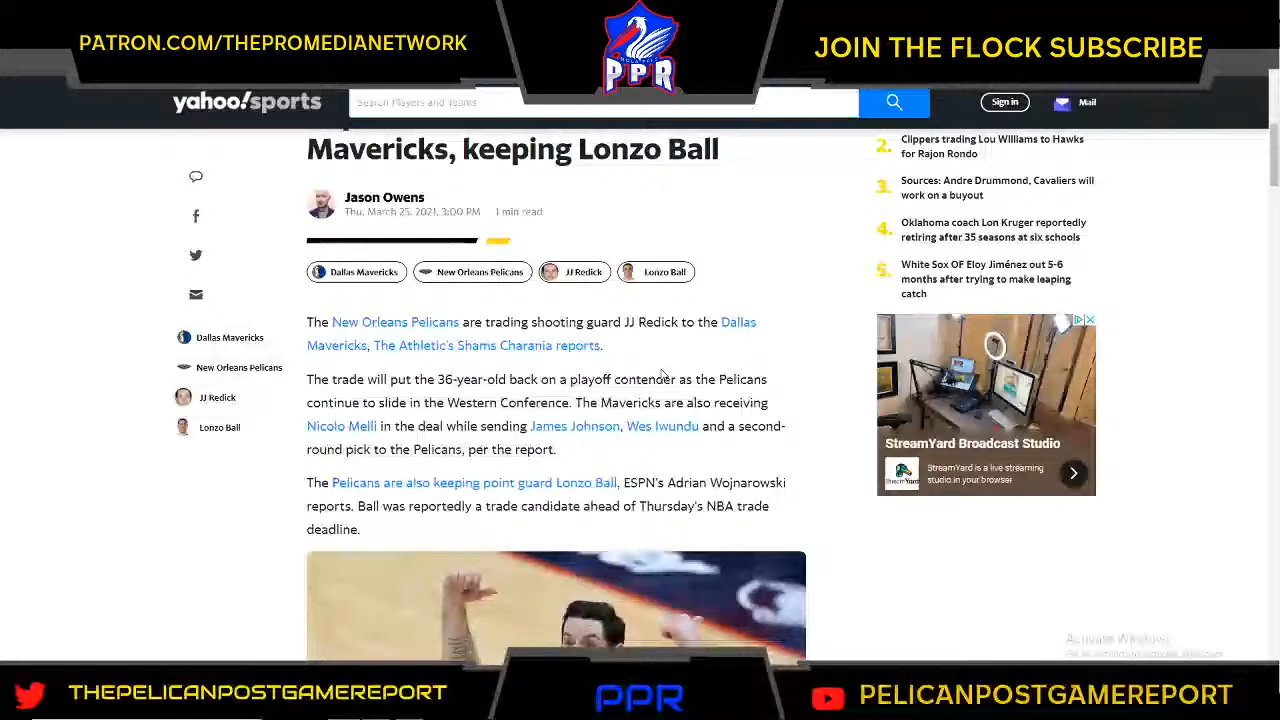 PATRON.COM/THEPROMEDIANETWORK
PPR
JOIN THE FLOCK SUBSCRIBE
yahoo!sports
Search Players and Teams
Sign in
Mail
Mavericks, keeping Lonzo Ball
Jason Owens
Thu, March 25, 2021, 3:00 PM 1 min read
Dallas Mavericks
New Orleans Pelicans
JJ Redick
Lonzo Ball
Dallas Mavericks
New Orleans Pelicans
JJ Redick
Lonzo Ball
The New Orleans Pelicans are trading shooting guard JJ Redick to the Dallas
Mavericks, The Athletic's Shams Charania reports.
The trade will put the 36-year-old back on a playoff contender as the Pelicans
continue to slide in the Western Conference. The Mavericks are also receiving
Nicolo Melli in the deal while sending James Johnson, Wes Iwundu and a second-
round pick to the Pelicans, per the report.
The Pelicans are also keeping point guard Lonzo Ball, ESPN's Adrian Wojnarowski
reports. Ball was reportedly a trade candidate ahead of Thursday's NBA trade
deadline.
2. Clippers trading Lou Williams to Hawks
for Rajon Rondo
3. Sources: Andre Drummond, Cavaliers will
work on a buyout
4. Oklahoma coach Lon Kruger reportedly
retiring after 35 seasons at six schools
5. White Sox OF Eloy Jiménez out 5-6
months after trying to make leaping
catch
StreamYard Broadcast Studio
StreamYard is a live streaming
studio in your browser
StreamYard
Activate Windows
THEPELICANPOSTGAMEREPORT
PPR
PELICANPOSTGAMEREPORT